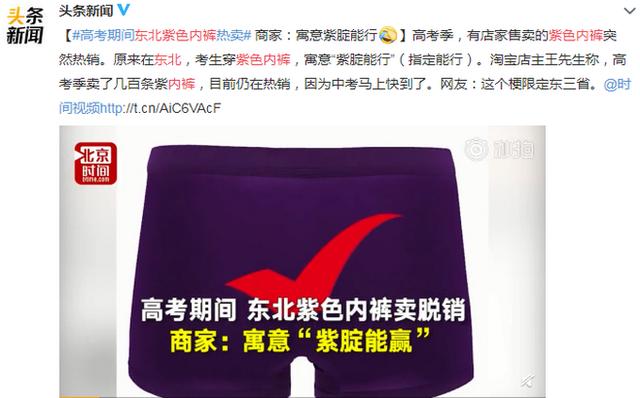 头条
新闻
头条新闻
【#高考期间东北紫色内裤热卖# 商家：寓意紫腚能行】高考季，有店家售卖的紫色内裤突
然热销。原来在东北，考生穿紫色内裤，寓意“紫腚能行”（指定能行）。淘宝店主王先生称，高
考季卖了几百条紫内裤，目前仍在热销，因为中考马上快到了。网友：这个梗限定东三省。@时
间视频http://t.cn/AiC6VAcF
北京
时间
btime.com
秒拍
高考期间 东北紫色内裤卖脱销
商家：寓意“紫腚能赢”